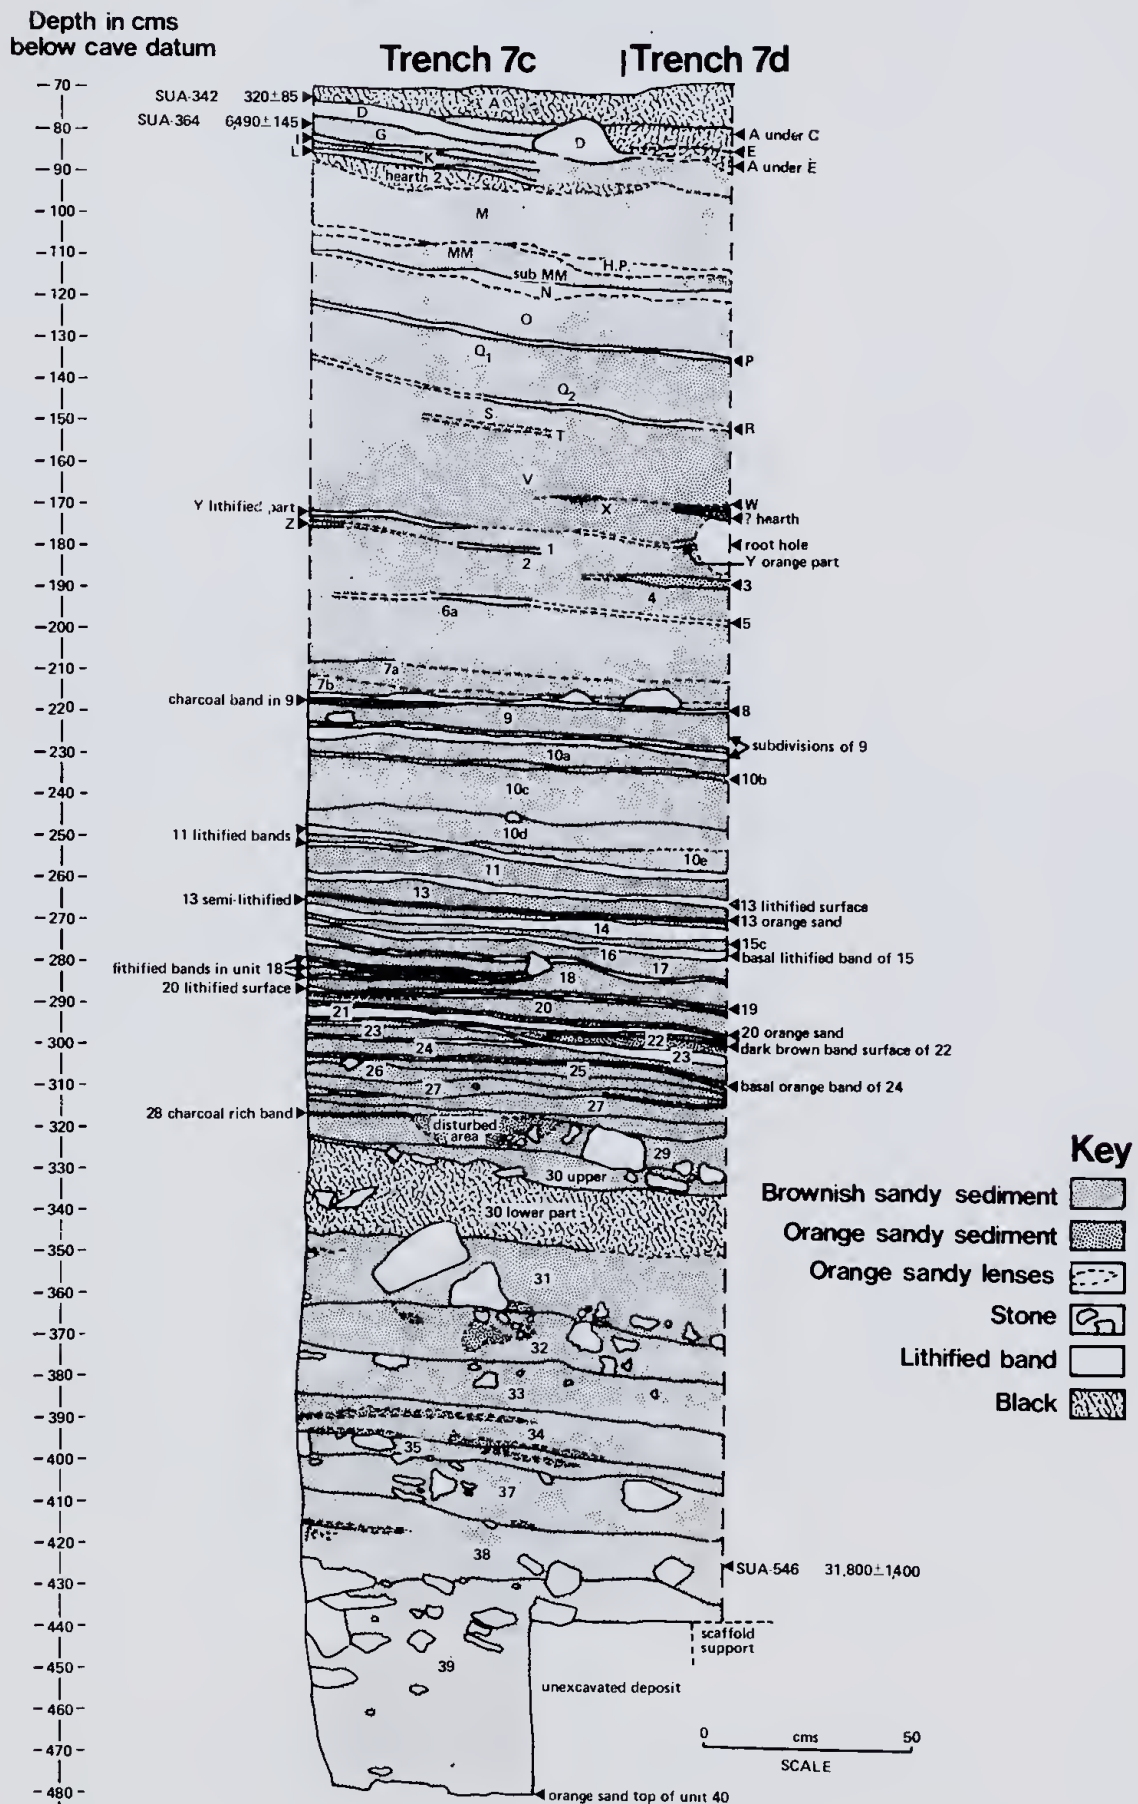 Depth in cms
below cave datum
Trench 7c
Trench 7d
-70-
SUA-342 320±85
A
D
-80-
SUA-364 6,490±145
D
A under C
I
G
L
K
E
-90-
hearth 2
A under E
-100-
M
-110-
MM
H.P.
sub MM
-120-
N
O
-130-
Q1
P
-140-
Q2
-150-
S
T
R
-160-
V
-170-
W
Y lithified part
X
? hearth
Z
-180-
1
root hole
2
Y orange part
-190-
3
4
6a
-200-
5
-210-
7a
7b
charcoal band in 9
-220-
9
8
-230-
subdivisions of 9
10a
10b
-240-
10c
-250-
11 lithified bands
10d
10e
-260-
11
13 semi-lithified
13
13 lithified surface
-270-
13 orange sand
14
15c
-280-
16
basal lithified band of 15
lithified bands in unit 18
18
17
-290-
20 lithified surface
19
21
20
20 orange sand
-300-
23
22
dark brown band surface of 22
24
23
-310-
26
25
basal orange band of 24
27
27
28 charcoal rich band
-320-
disturbed
area
29
-330-
30 upper
-340-
30 lower part
-350-
31
-360-
-370-
32
-380-
33
-390-
34
-400-
35
-410-
37
-420-
38
SUA-546 31,800±1,400
-430-
-440-
scaffold
support
-450-
39
unexcavated deposit
-460-
-470-
-480-
orange sand top of unit 40
0 cms 50
SCALE
Key
Brownish sandy sediment
Orange sandy sediment
Orange sandy lenses
Stone
Lithified band
Black